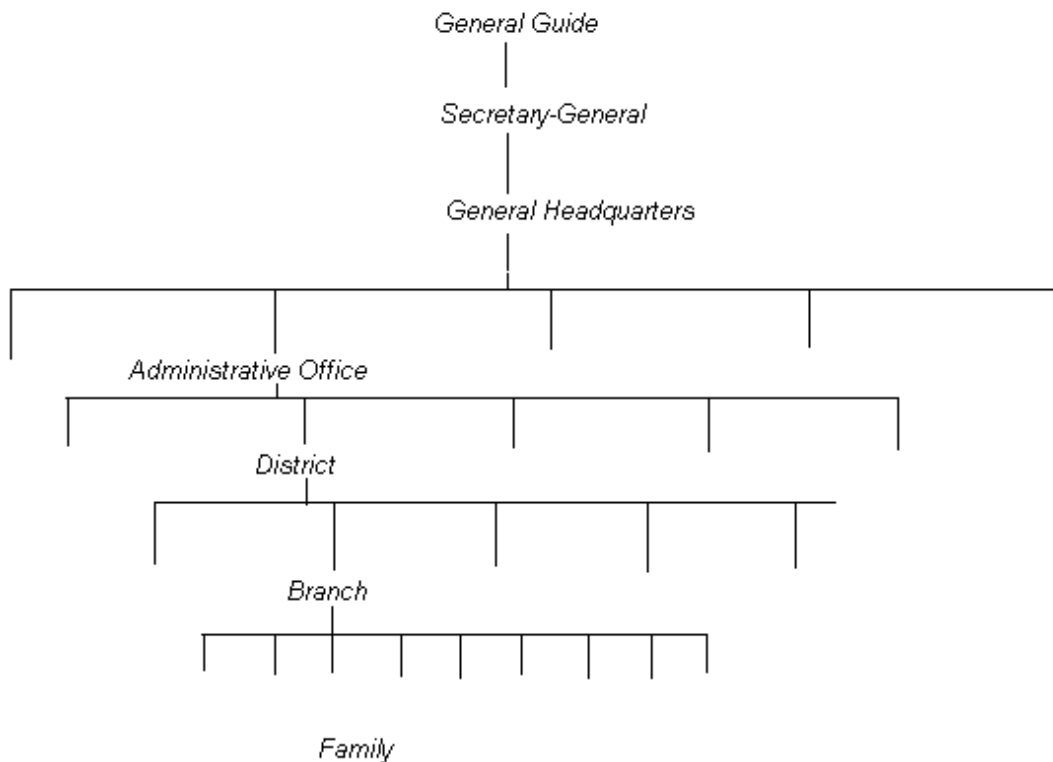 General Guide
Secretary-General
General Headquarters
Administrative Office
District
Branch
Family